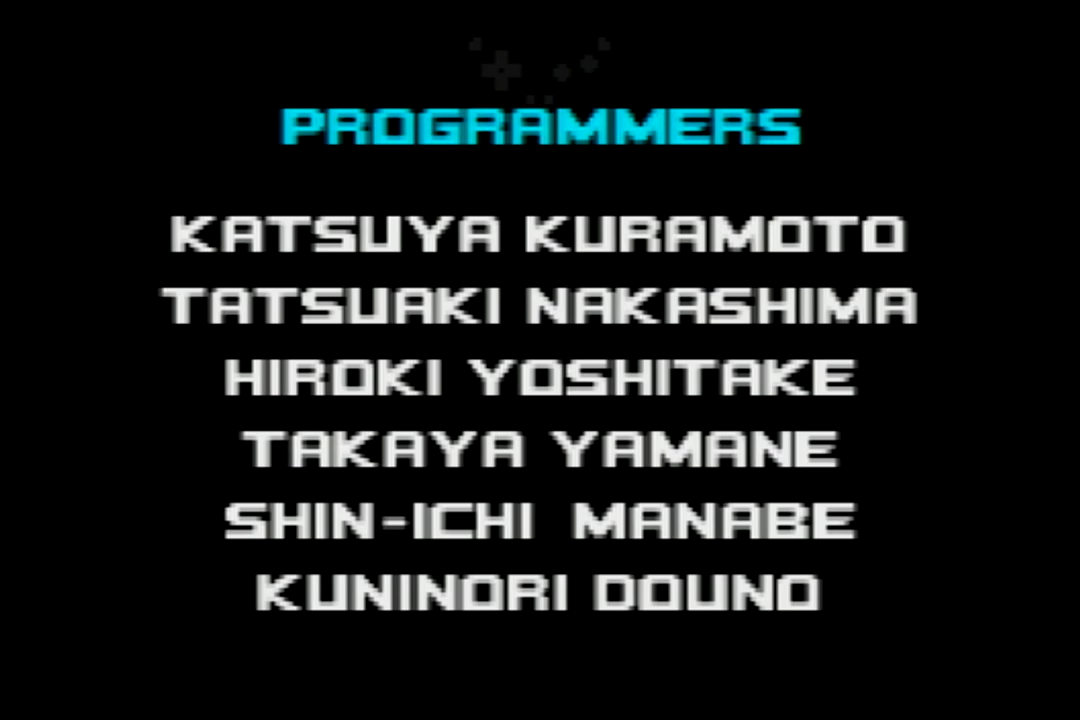 PROGRAMMERS
KATSUYA KURAMOTO
TATSUAKI NAKASHIMA
HIROKI YOSHITAKE
TAKAYA YAMANE
SHIN-ICHI MANABE
KUNINORI DOUNO